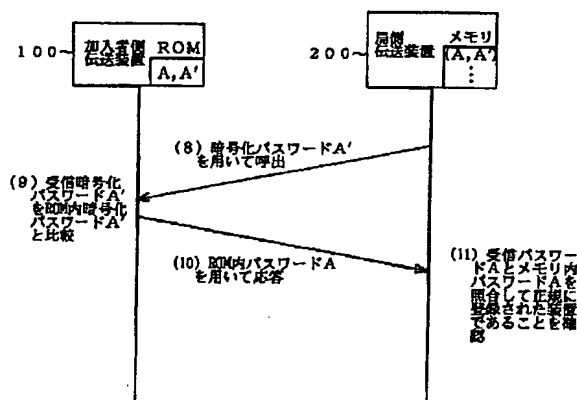 100 加入者側 ROM
伝送装置 A,A'
200 局側 メモリ
伝送装置 (A,A')
⋮
(8) 暗号化パスワードA'
を用いて呼出
(9) 受信暗号化
パスワードA'
をROM内暗号化
パスワードA'
と比較
(10) ROM内パスワードA
を用いて応答
(11) 受信パスワー
ドAとメモリ内
パスワードAを
照合して正規に
登録された装置
であることを確
認